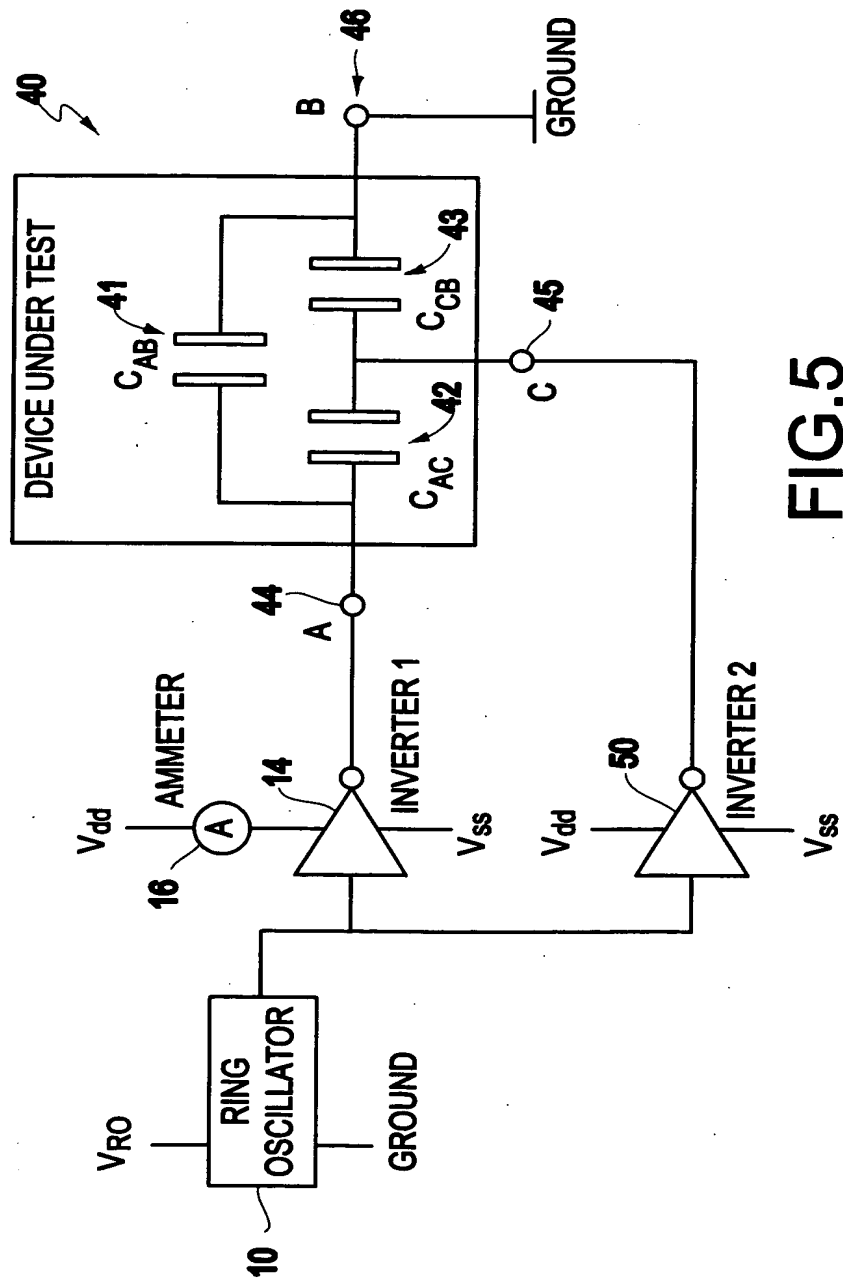 40
DEVICE UNDER TEST
41
C_AB
B
46
43
C_CB
GROUND
C_AC
42
45
C
44
A
AMMETER
V_dd
A
16
14
INVERTER 1
V_ss
V_dd
50
INVERTER 2
V_ss
V_RO
RING
OSCILLATOR
GROUND
10
FIG.5